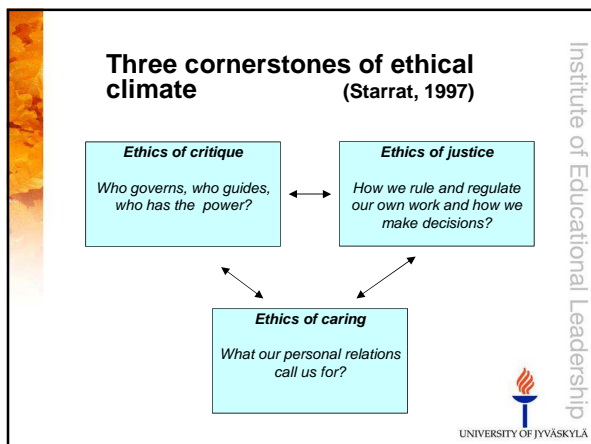 Three cornerstones of ethical
climate (Starrat, 1997)
Ethics of critique
Who governs, who guides,
who has the power?
Ethics of justice
How we rule and regulate
our own work and how we
make decisions?
Ethics of caring
What our personal relations
call us for?
Institute of Educational Leadership
UNIVERSITY OF JYVÄSKYLÄ